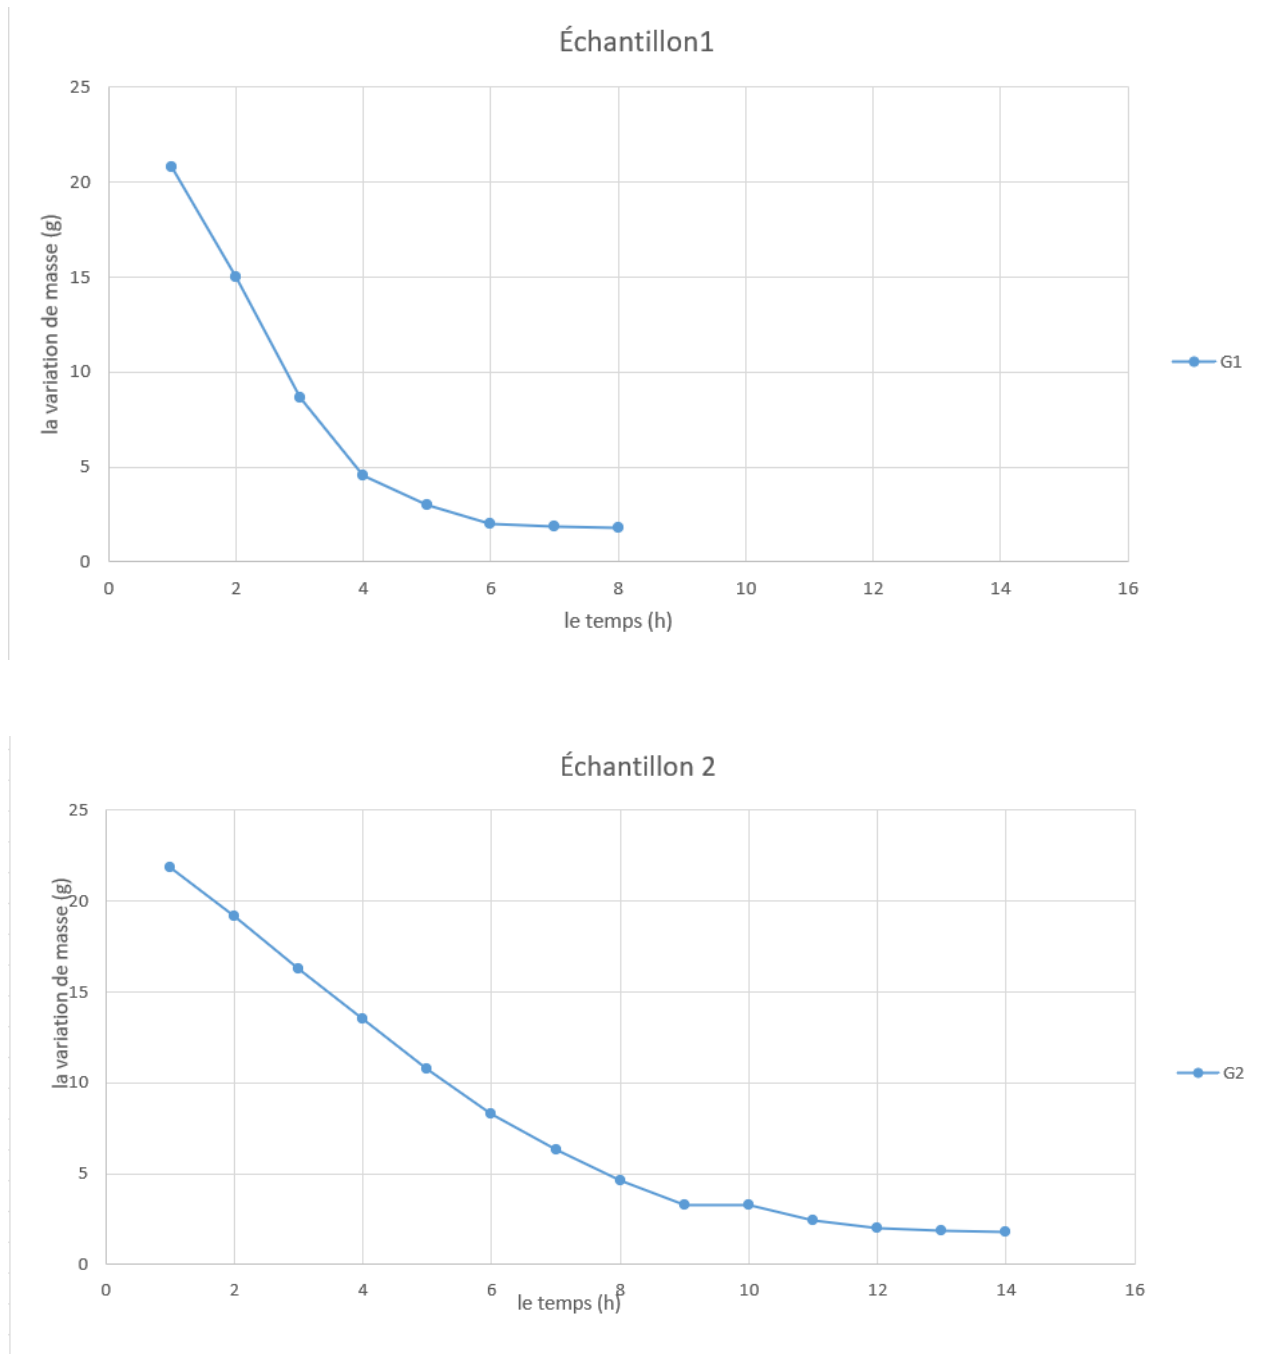 Échantillon1
25
20
15
10
5
0
0 2 4 6 8 10 12 14 16
la variation de masse (g)
le temps (h)
G1
Échantillon 2
25
20
15
10
5
0
0 2 4 6 8 10 12 14 16
la variation de masse (g)
le temps (h)
G2